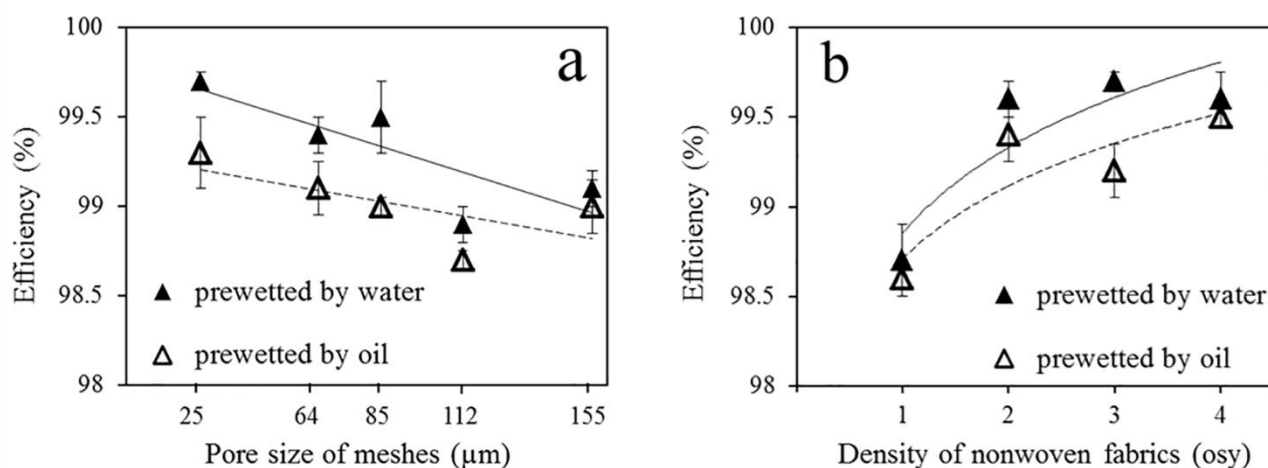 a
100
99.5
99
98.5
98
Efficiency (%)
prewetted by water
prewetted by oil
25 64 85 112 155
Pore size of meshes (µm)
b
100
99.5
99
98.5
98
Efficiency (%)
prewetted by water
prewetted by oil
1 2 3 4
Density of nonwoven fabrics (osy)